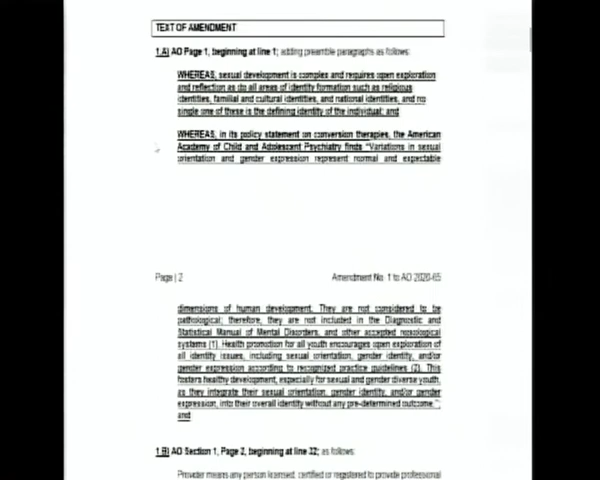 TEXT OF AMENDMENT
1.A) AO Page 1, beginning at line 1; adding preamble paragraphs as follows:
WHEREAS, sexual development is complex and requires open exploration
and reflection as do all areas of identity formation such as religious
identities, familial and cultural identities, and national identities, and no
single one of these is the defining identity of the individual; and
WHEREAS, in its policy statement on conversion therapies, the American
Academy of Child and Adolescent Psychiatry finds "Variations in sexual
orientation and gender expression represent normal and expectable
Page | 2
Amendment No. 1 to AO 2020-65
dimensions of human development. They are not considered to be
pathological; therefore, they are not included in the Diagnostic and
Statistical Manual of Mental Disorders, and other accepted nosological
systems (1). Health promotion for all youth encourages open exploration of
all identity issues, including sexual orientation, gender identity, and/or
gender expression according to recognized practice guidelines (2). This
fosters healthy development, especially for sexual and gender diverse youth,
as they integrate their sexual orientation, gender identity, and/or gender
expression, into their overall identity without any pre-determined outcome.";
and
1.B) AO Section 1, Page 2, beginning at line 32; as follows:
Provider means any person licensed, certified or registered to provide professional